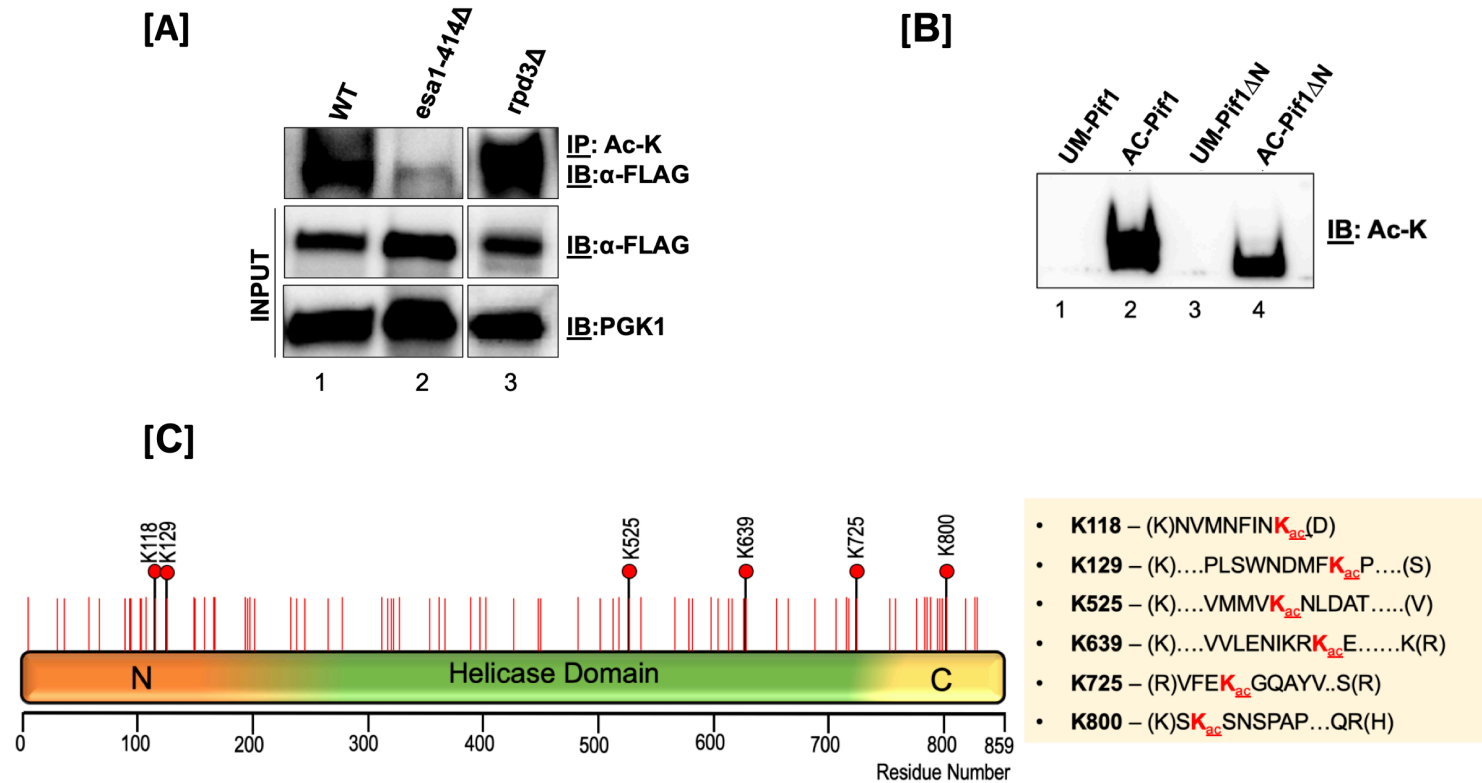 [A]
WT
esa1-414Δ
rpd3Δ
IP: Ac-K
IB:α-FLAG
IB:α-FLAG
IB:PGK1
INPUT
1 2 3
[B]
UM-Pif1
AC-Pif1
UM-Pif1ΔN
AC-Pif1ΔN
IB: Ac-K
1 2 3 4
[C]
K118
K129
K525
K639
K725
K800
N Helicase Domain C
0 100 200 300 400 500 600 700 800 859
Residue Number
• K118 – (K)NVMNFINKac(D)
• K129 – (K)....PLSWNDMFKacP....(S)
• K525 – (K)....VMMVKacNLDAT.....(V)
• K639 – (K)....VVLENIKRKacE......K(R)
• K725 – (R)VFEKacGQAYV..S(R)
• K800 – (K)SKacSNSPAP...QR(H)